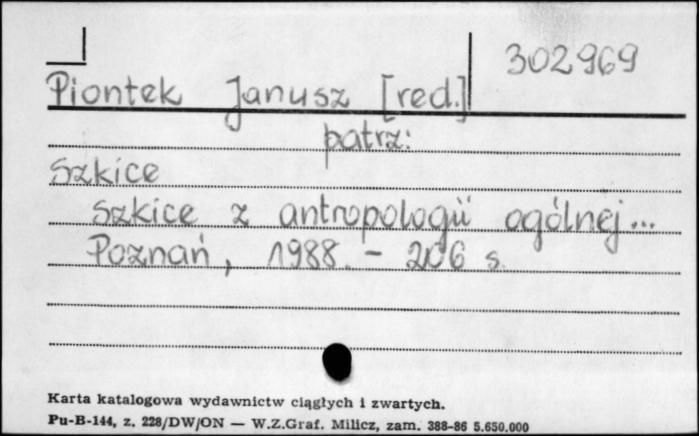 302969
Piontek Janusz [red.]
patrz:
Szkice
Szkice z antropologii ogólnej...
Poznań, 1988. - 206 s.
Karta katalogowa wydawnictw ciągłych i zwartych.
Pu-B-144, z. 228/DW/ON — W.Z.Graf. Milicz, zam. 388-86 5.650.000